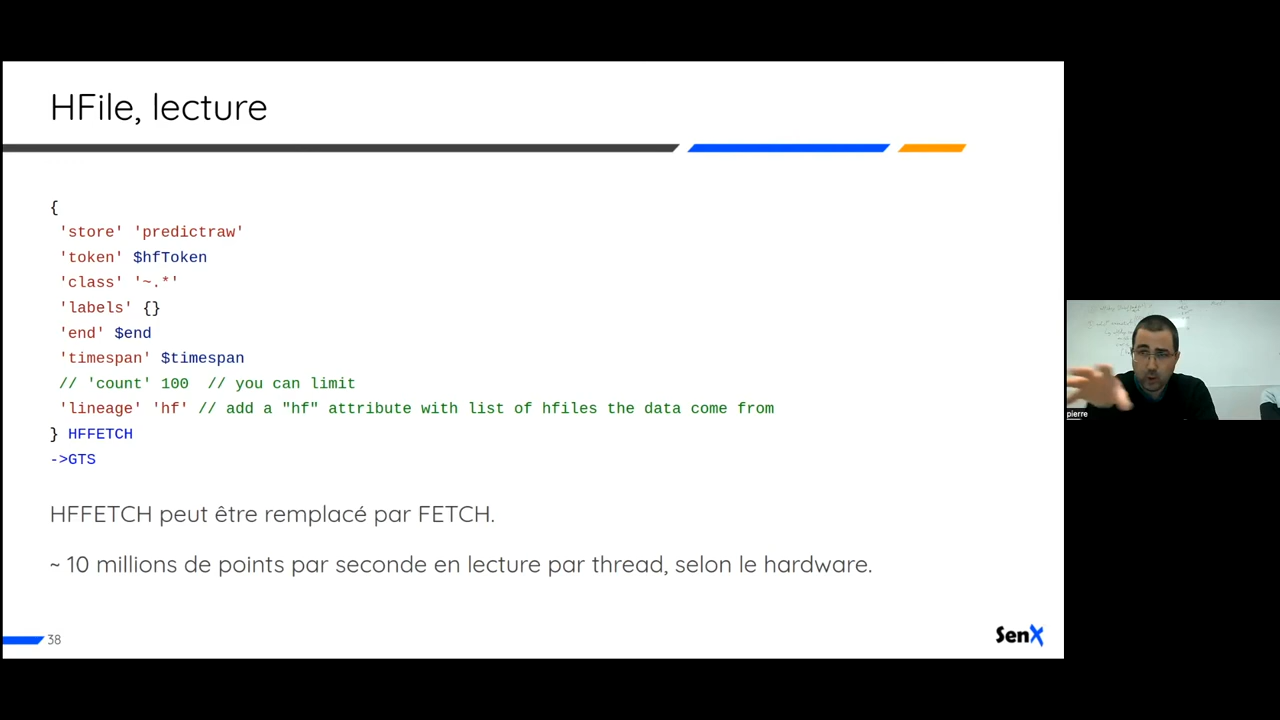 HFile, lecture
{
'store' 'predictraw'
'token' $hfToken
'class' '~.*'
'labels' {}
'end' $end
'timespan' $timespan
// 'count' 100  // you can limit
'lineage' 'hf' // add a "hf" attribute with list of hfiles the data come from
} HFFETCH
->GTS
HFFETCH peut être remplacé par FETCH.
~ 10 millions de points par seconde en lecture par thread, selon le hardware.
38
SenX
pierre